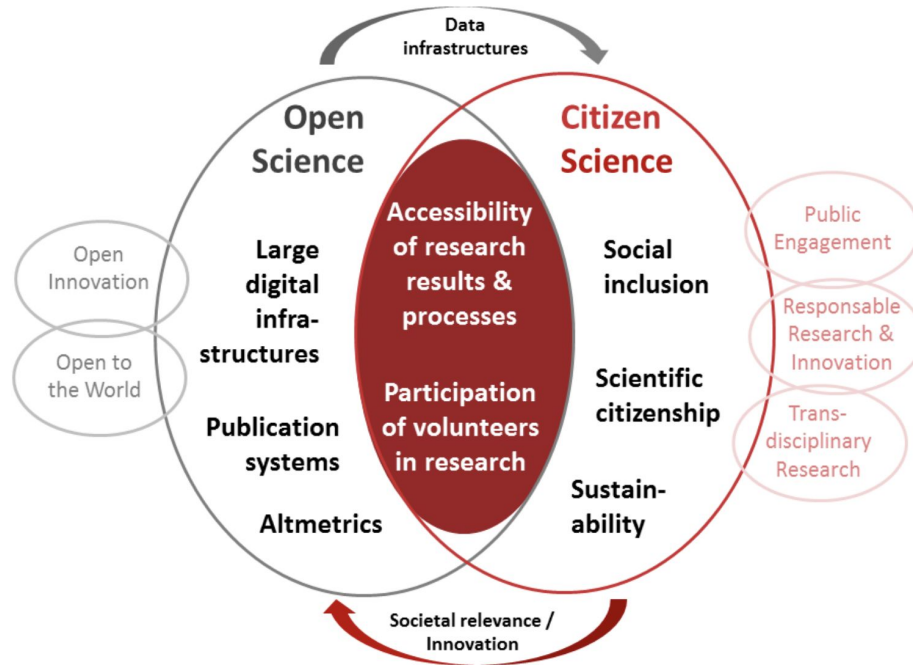 Data
infrastructures
Open
Science
Citizen
Science
Accessibility
of research
results &
processes
Participation
of volunteers
in research
Large
digital
infra-
structures
Publication
systems
Altmetrics
Social
inclusion
Scientific
citizenship
Sustain-
ability
Open
Innovation
Open to
the World
Public
Engagement
Responsable
Research &
Innovation
Trans-
disciplinary
Research
Societal relevance /
Innovation